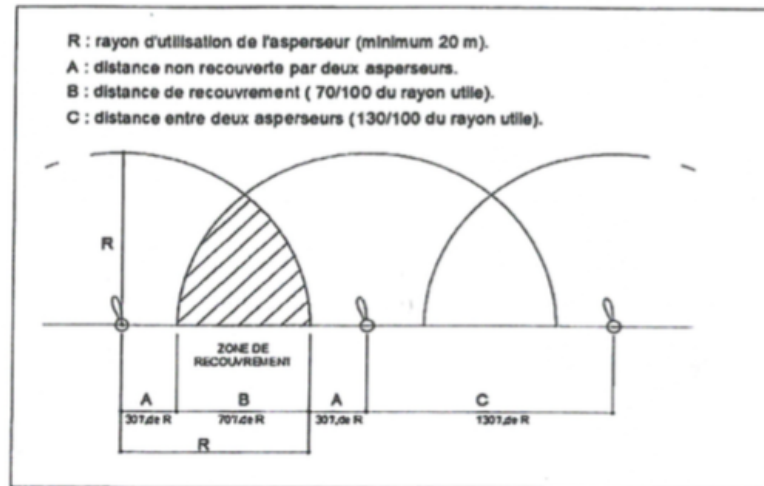 R : rayon d'utilisation de l'asperseur (minimum 20 m).
A : distance non recouverte par deux asperseurs.
B : distance de recouvrement ( 70/100 du rayon utile).
C : distance entre deux asperseurs (130/100 du rayon utile).
R
ZONE DE
RECOUVREMENT
A B A C
30%de R 70%de R 30%de R 130%de R
R